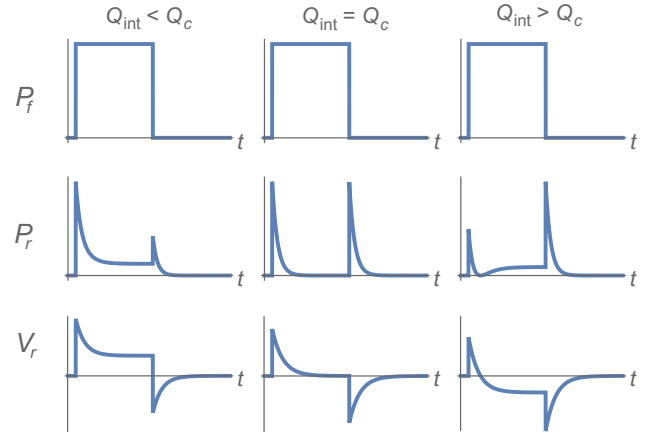 Q_int < Q_c Q_int = Q_c Q_int > Q_c
P_f t t t
P_r t t t
V_r t t t